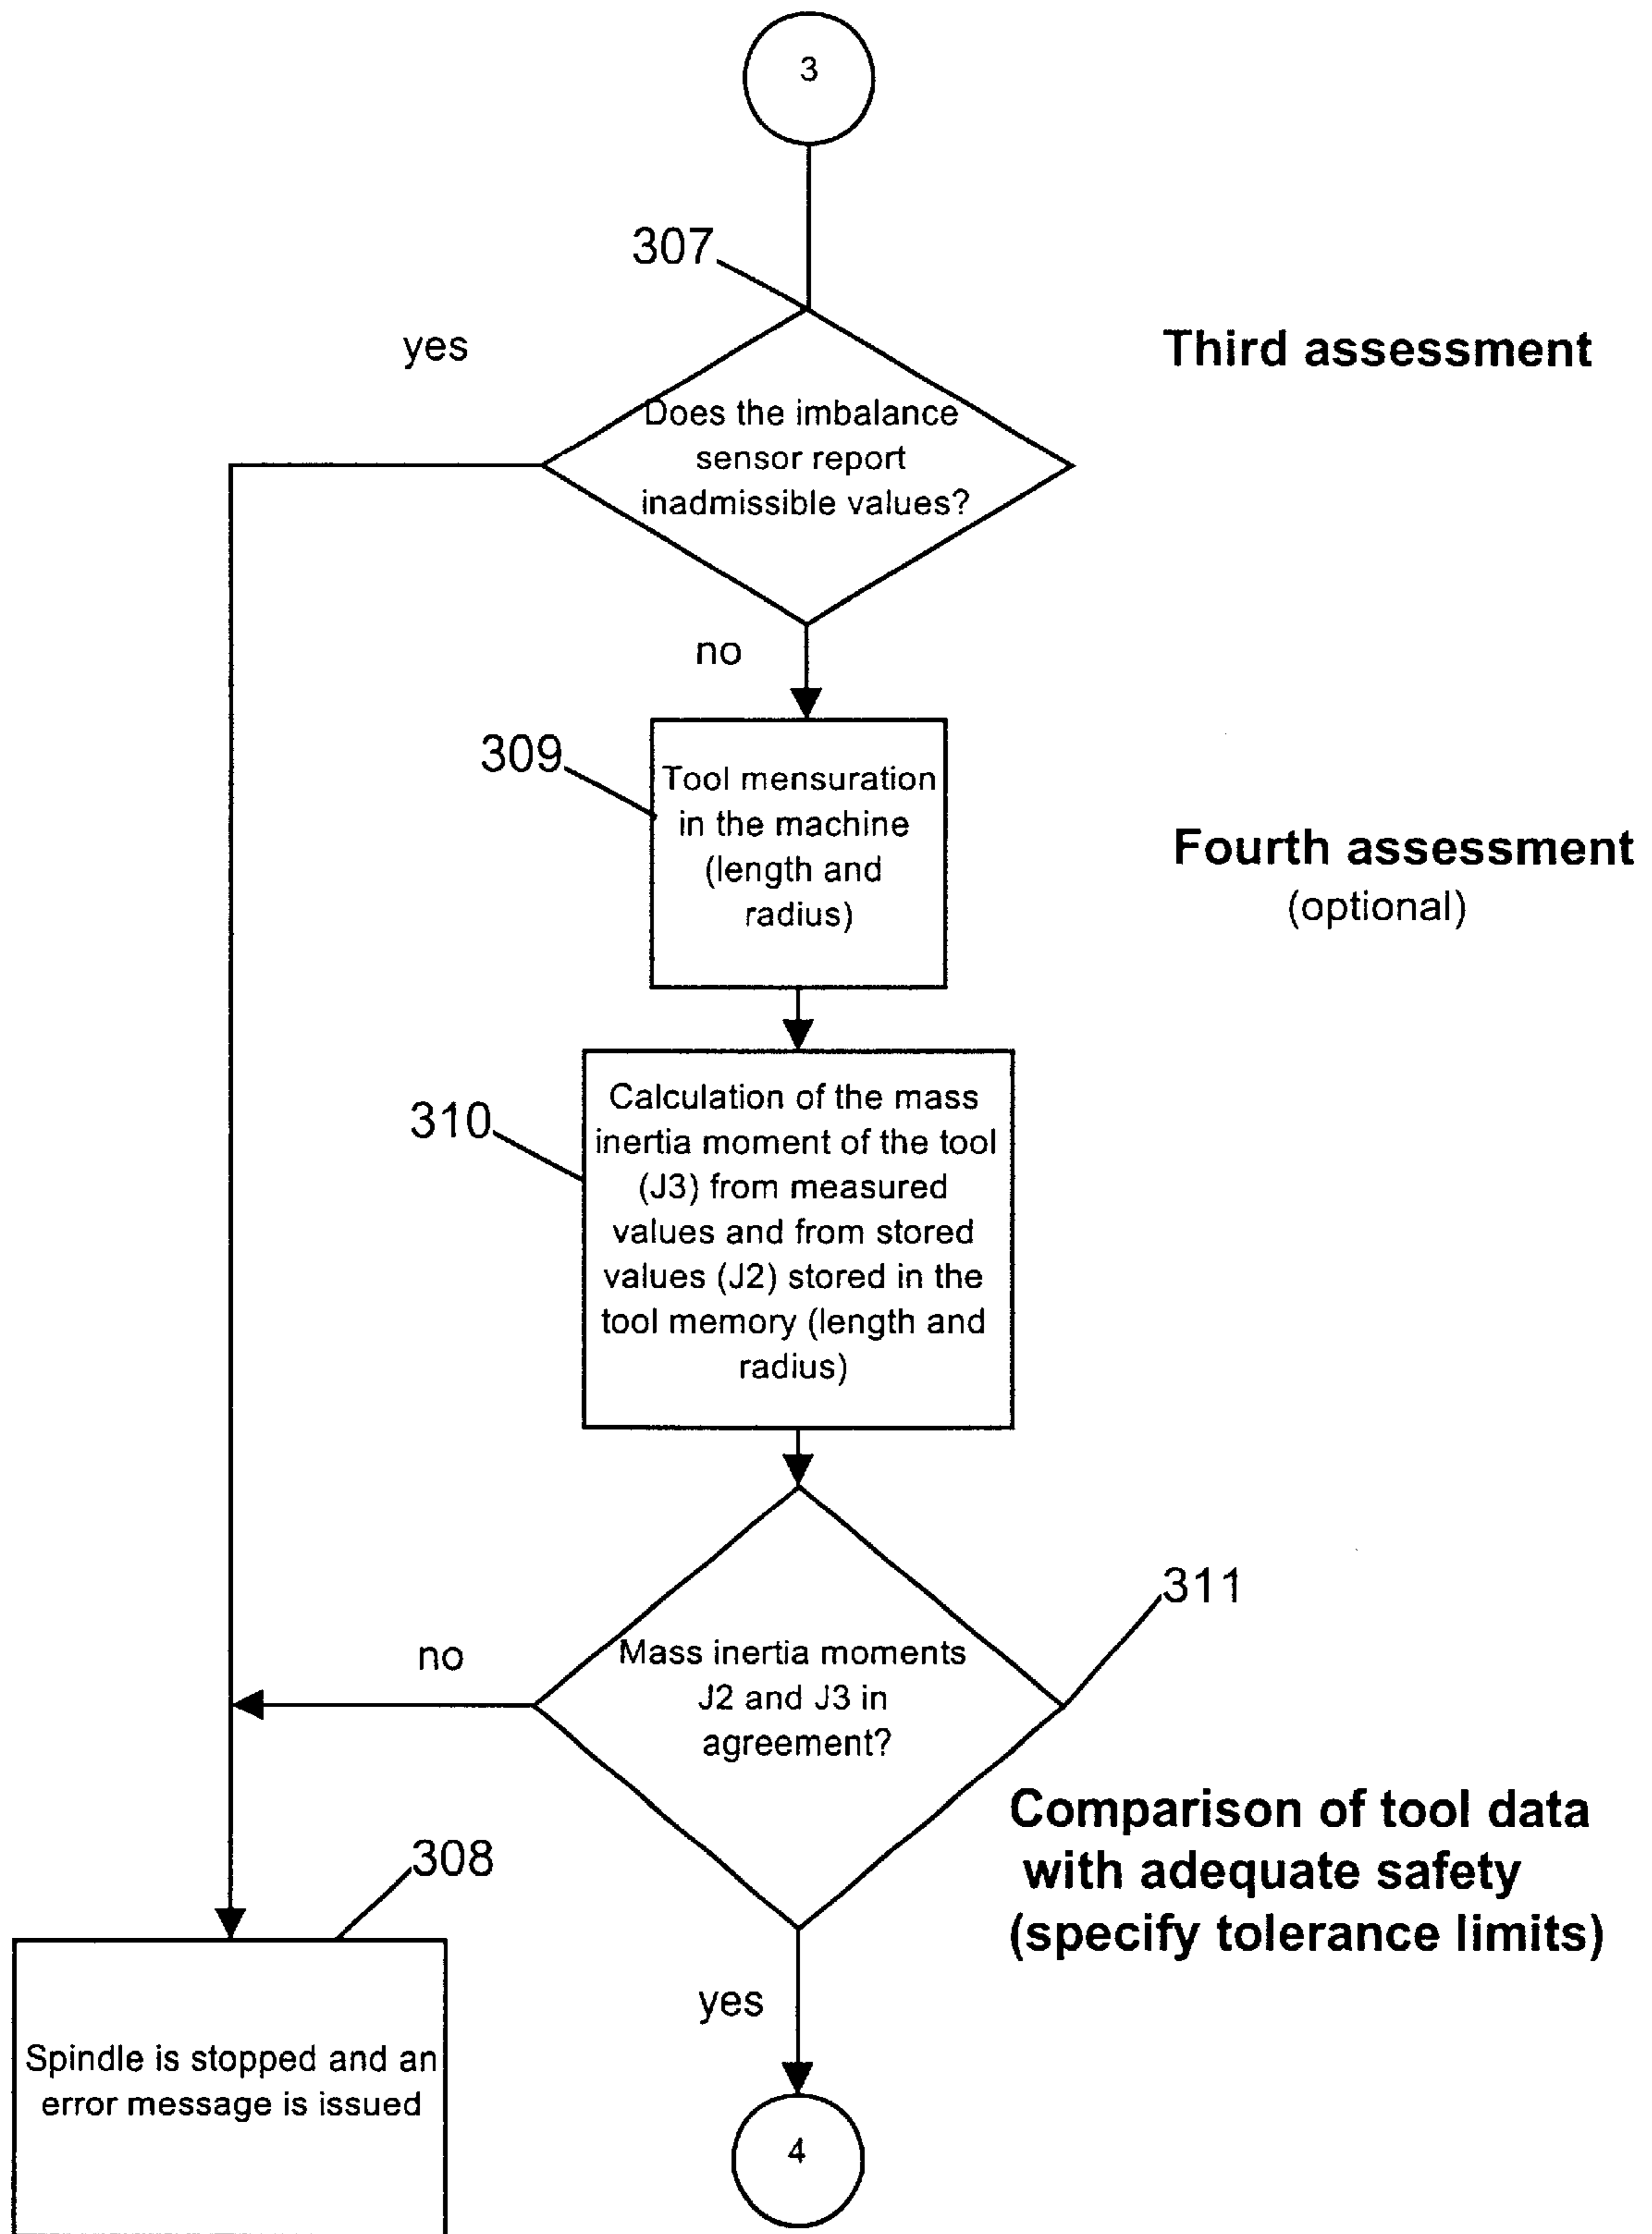 3
307
yes
Third assessment
Does the imbalance
sensor report
inadmissible values?
no
309
Tool mensuration
in the machine
(length and
radius)
Fourth assessment
(optional)
310
Calculation of the mass
inertia moment of the tool
(J3) from measured
values and from stored
values (J2) stored in the
tool memory (length and
radius)
311
no
Mass inertia moments
J2 and J3 in
agreement?
Comparison of tool data
with adequate safety
(specify tolerance limits)
308
yes
Spindle is stopped and an
error message is issued
4